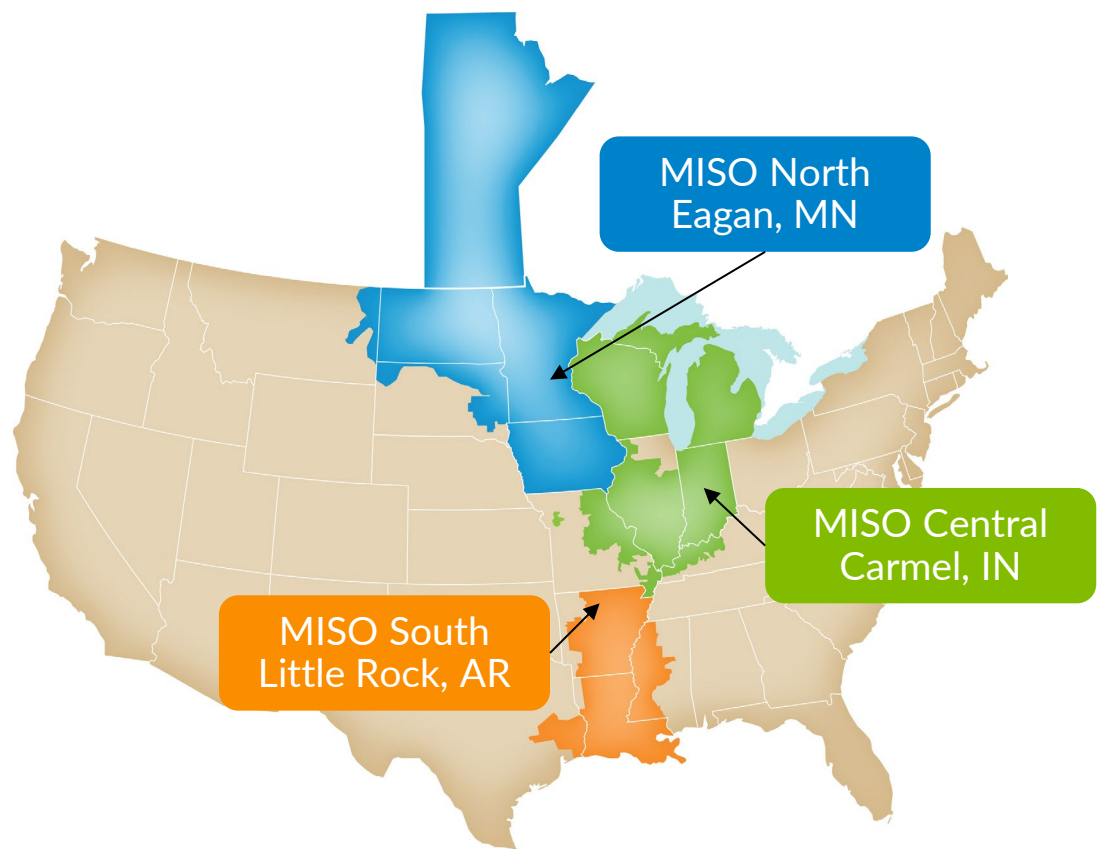 MISO North
Eagan, MN
MISO Central
Carmel, IN
MISO South
Little Rock, AR